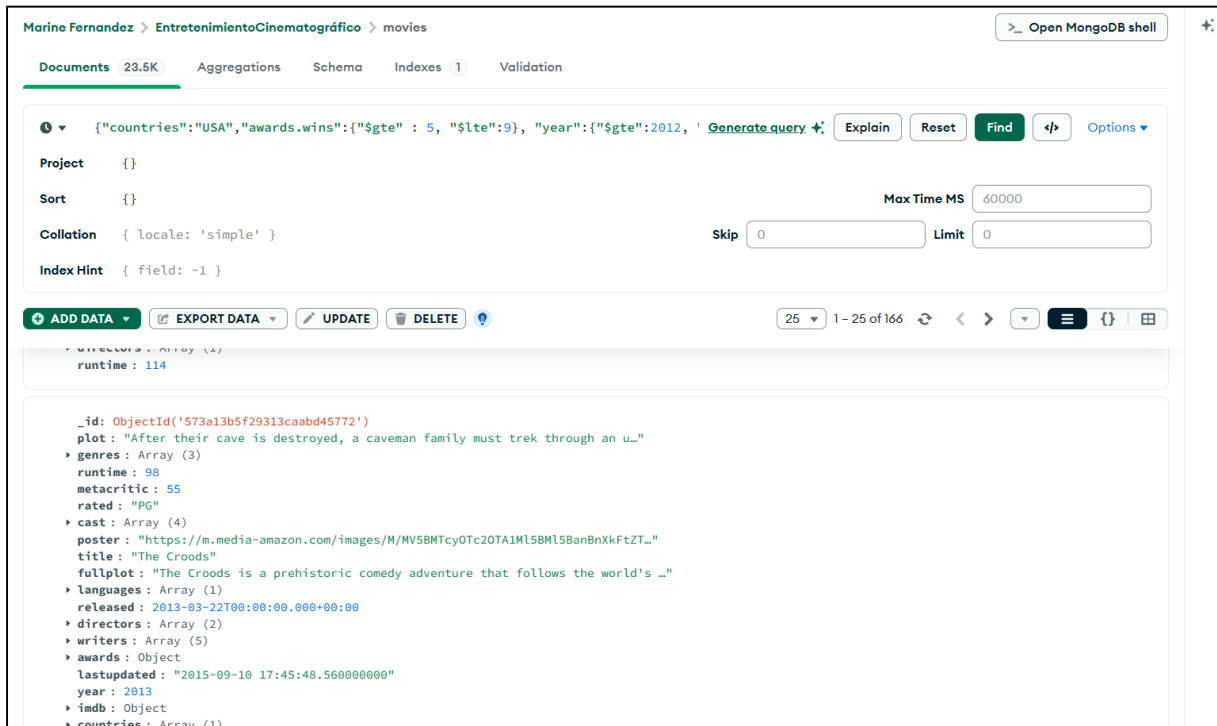 Marine Fernandez > EntretenimientoCinematográfico > movies
>_ Open MongoDB shell
Documents 23.5K Aggregations Schema Indexes 1 Validation
{"countries":"USA","awards.wins":{"$gte" : 5, "$lte":9}, "year":{"$gte":2012, ' Generate query Explain Reset Find </> Options
Project {}
Sort {} Max Time MS 60000
Collation { locale: 'simple' } Skip 0 Limit 0
Index Hint { field: -1 }
ADD DATA EXPORT DATA UPDATE DELETE 25 1 – 25 of 166 {}
directors : Array (1)
runtime : 114
_id: ObjectId('573a13b5f29313caabd45772')
plot : "After their cave is destroyed, a caveman family must trek through an u…"
genres : Array (3)
runtime : 98
metacritic : 55
rated : "PG"
cast : Array (4)
poster : "https://m.media-amazon.com/images/M/MV5BMTcyOTc2OTA1Ml5BMl5BanBnXkFtZT…"
title : "The Croods"
fullplot : "The Croods is a prehistoric comedy adventure that follows the world's …"
languages : Array (1)
released : 2013-03-22T00:00:00.000+00:00
directors : Array (2)
writers : Array (5)
awards : Object
lastupdated : "2015-09-10 17:45:48.560000000"
year : 2013
imdb : Object
countries : Array (1)